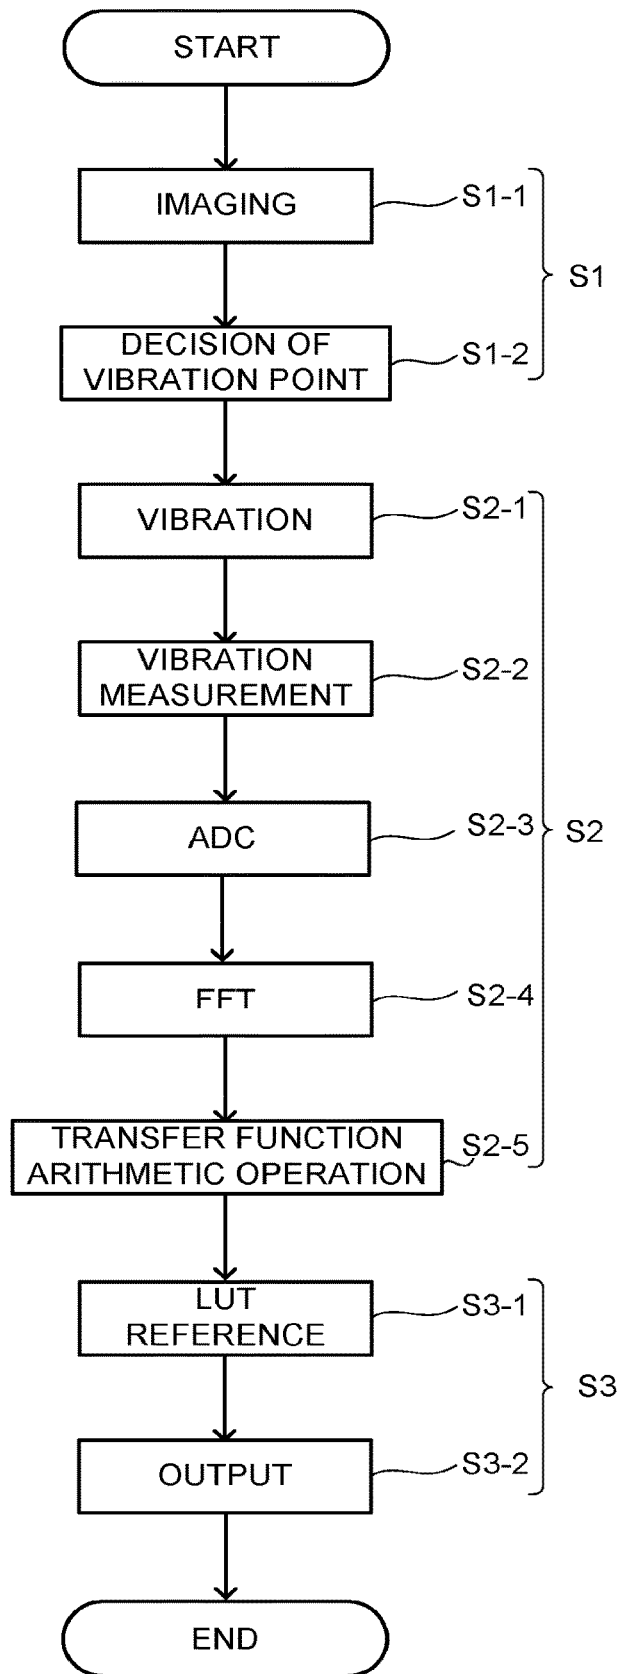 START
IMAGING
S1-1
S1
DECISION OF
VIBRATION POINT
S1-2
VIBRATION
S2-1
VIBRATION
MEASUREMENT
S2-2
ADC
S2-3
S2
FFT
S2-4
TRANSFER FUNCTION
ARITHMETIC OPERATION
S2-5
LUT
REFERENCE
S3-1
S3
OUTPUT
S3-2
END